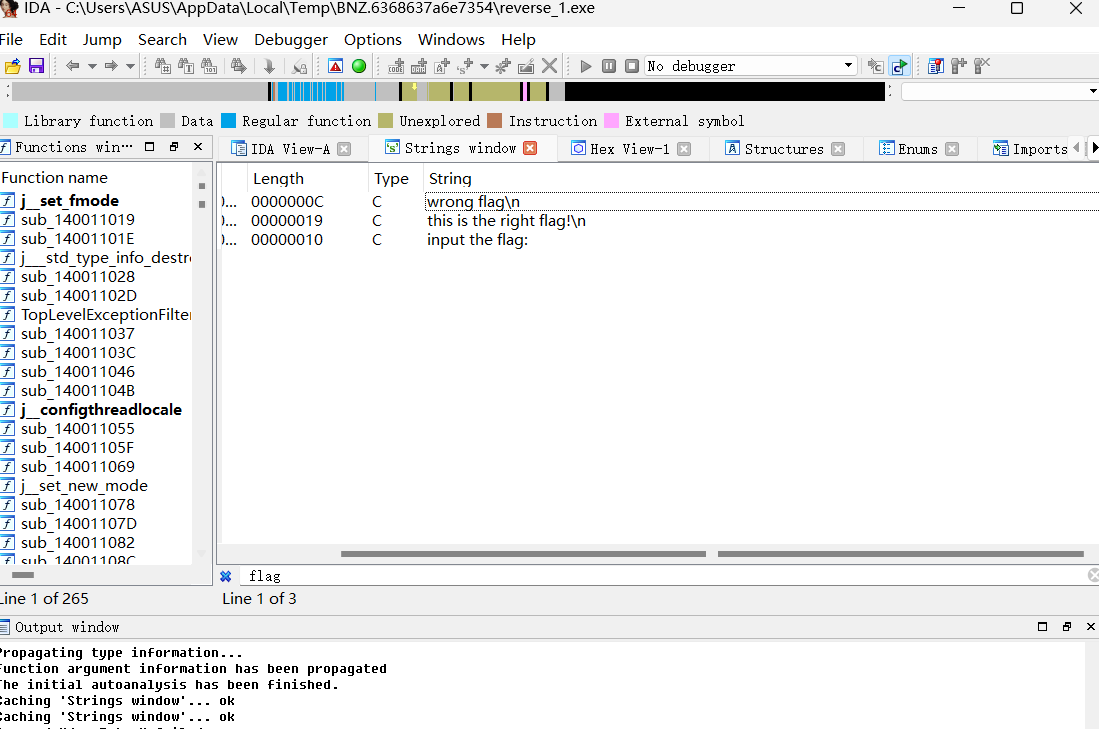 IDA - C:\Users\ASUS\AppData\Local\Temp\BNZ.6368637a6e7354\reverse_1.exe
File Edit Jump Search View Debugger Options Windows Help
No debugger
Library function Data Regular function Unexplored Instruction External symbol
Functions win··· IDA View-A Strings window Hex View-1 Structures Enums Imports
Function name
Length Type String
j__set_fmode
sub_140011019
sub_14001101E
j___std_type_info_destr
sub_140011028
sub_14001102D
TopLevelExceptionFilter
sub_140011037
sub_14001103C
sub_140011046
sub_14001104B
j__configthreadlocale
sub_140011055
sub_14001105F
sub_140011069
j__set_new_mode
sub_140011078
sub_14001107D
sub_140011082
sub_14001108C
0000000C C wrong flag\n
00000019 C this is the right flag!\n
00000010 C input the flag:
flag
Line 1 of 265
Line 1 of 3
Output window
Propagating type information...
Function argument information has been propagated
The initial autoanalysis has been finished.
Caching 'Strings window'... ok
Caching 'Strings window'... ok